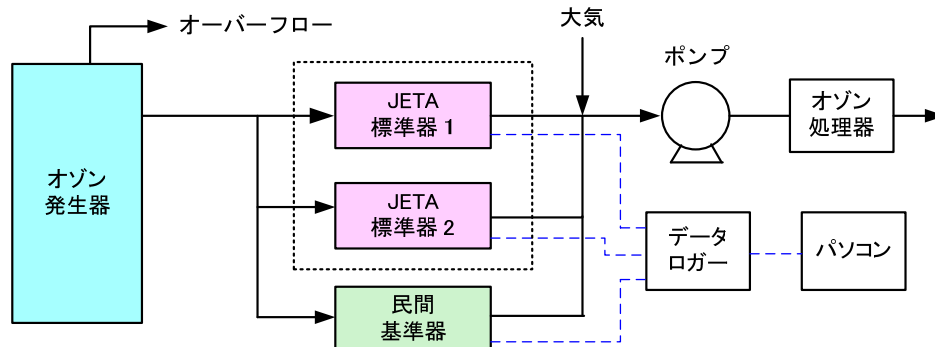 オーバーフロー
大気
ポンプ
オゾン
発生器
JETA
標準器 1
オゾン
処理器
JETA
標準器 2
データ
ロガー
パソコン
民間
基準器